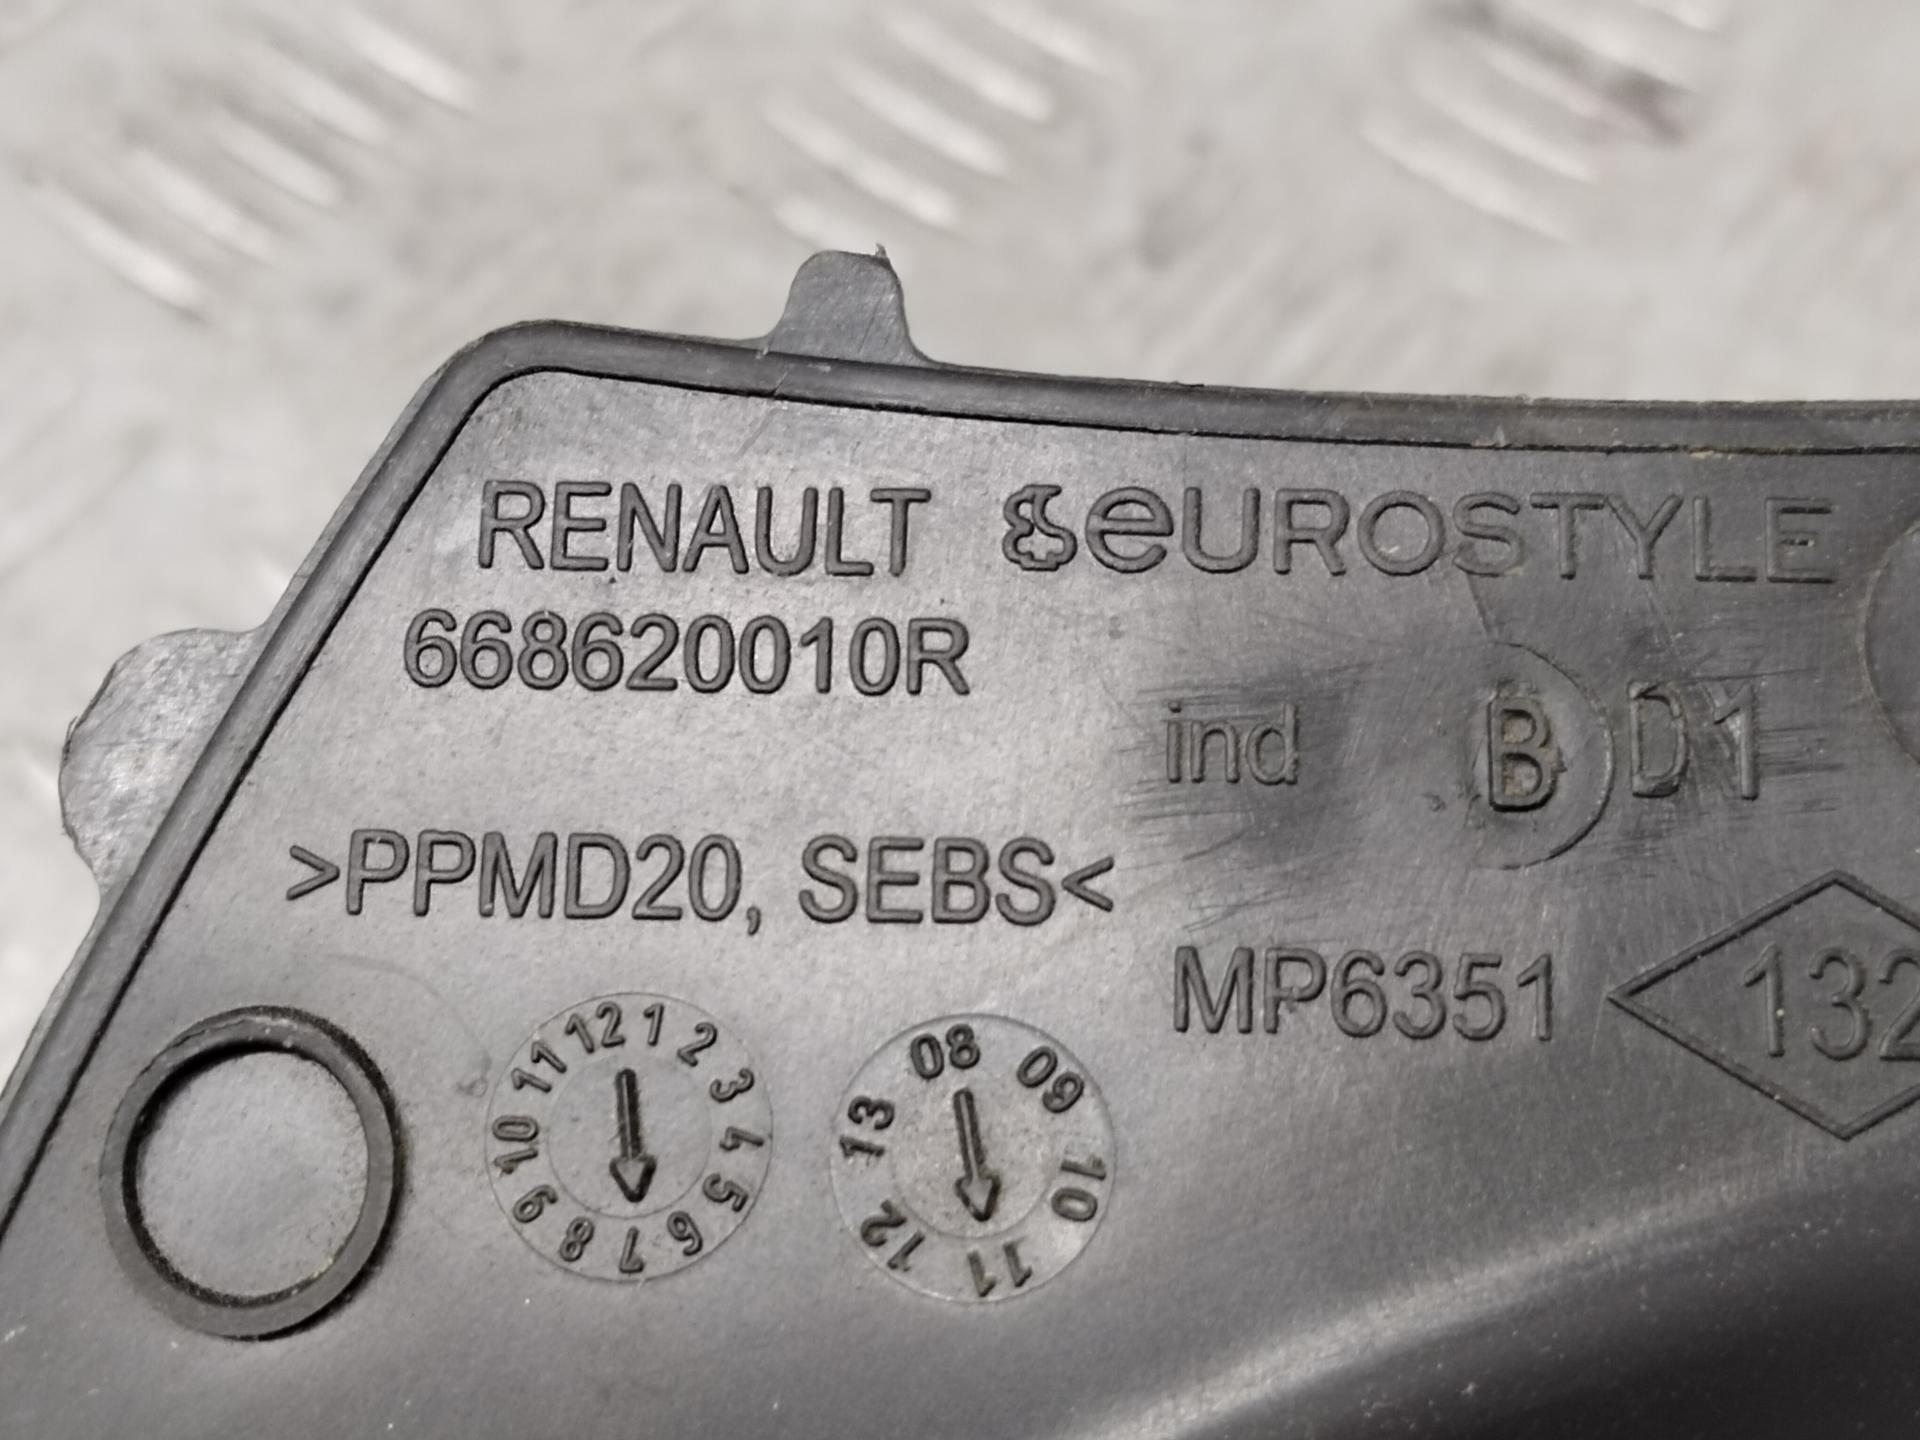 RENAULT eUROSTYLE
668620010R
ind B D1
>PPMD20, SEBS<
MP6351 132
12 1 2 3 4 5 6 7 8 9 10 11
08 09 10 11 12 13